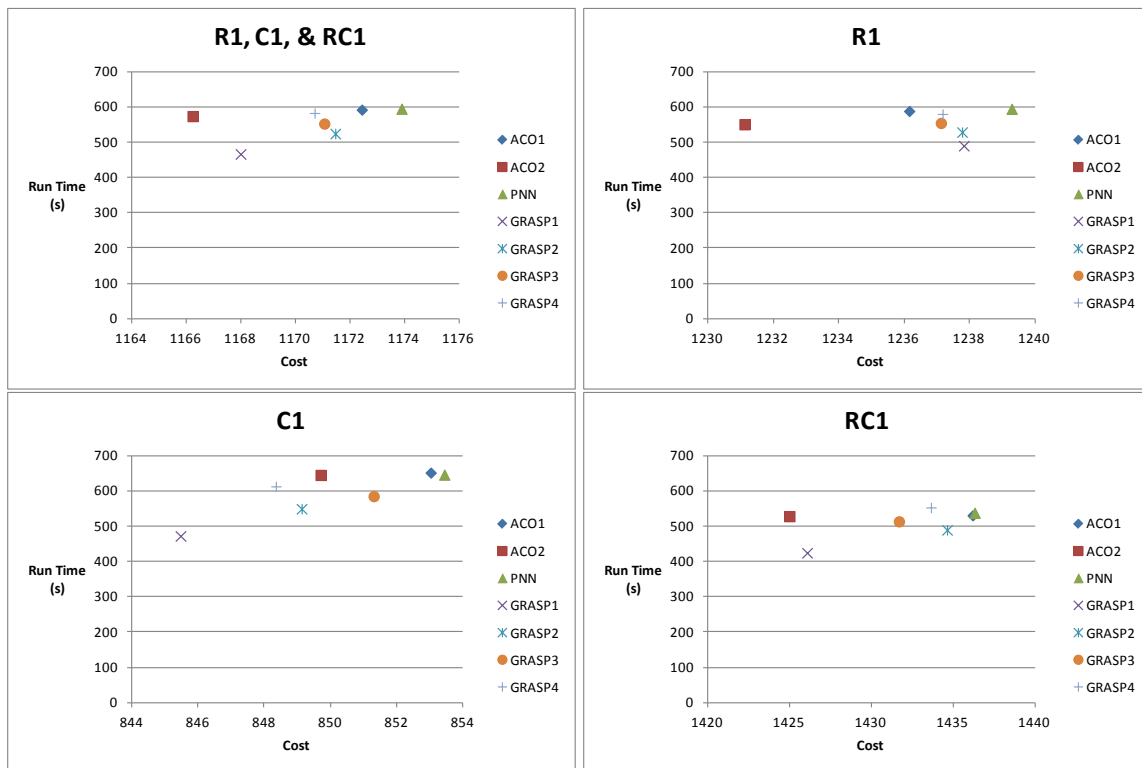 R1, C1, & RC1
700
600
500
400
300
200
100
0
Run Time
(s)
1164 1166 1168 1170 1172 1174 1176
Cost
ACO1
ACO2
PNN
GRASP1
GRASP2
GRASP3
GRASP4
R1
700
600
500
400
300
200
100
0
Run Time
(s)
1230 1232 1234 1236 1238 1240
Cost
ACO1
ACO2
PNN
GRASP1
GRASP2
GRASP3
GRASP4
C1
700
600
500
400
300
200
100
0
Run Time
(s)
844 846 848 850 852 854
Cost
ACO1
ACO2
PNN
GRASP1
GRASP2
GRASP3
GRASP4
RC1
700
600
500
400
300
200
100
0
Run Time
(s)
1420 1425 1430 1435 1440
Cost
ACO1
ACO2
PNN
GRASP1
GRASP2
GRASP3
GRASP4